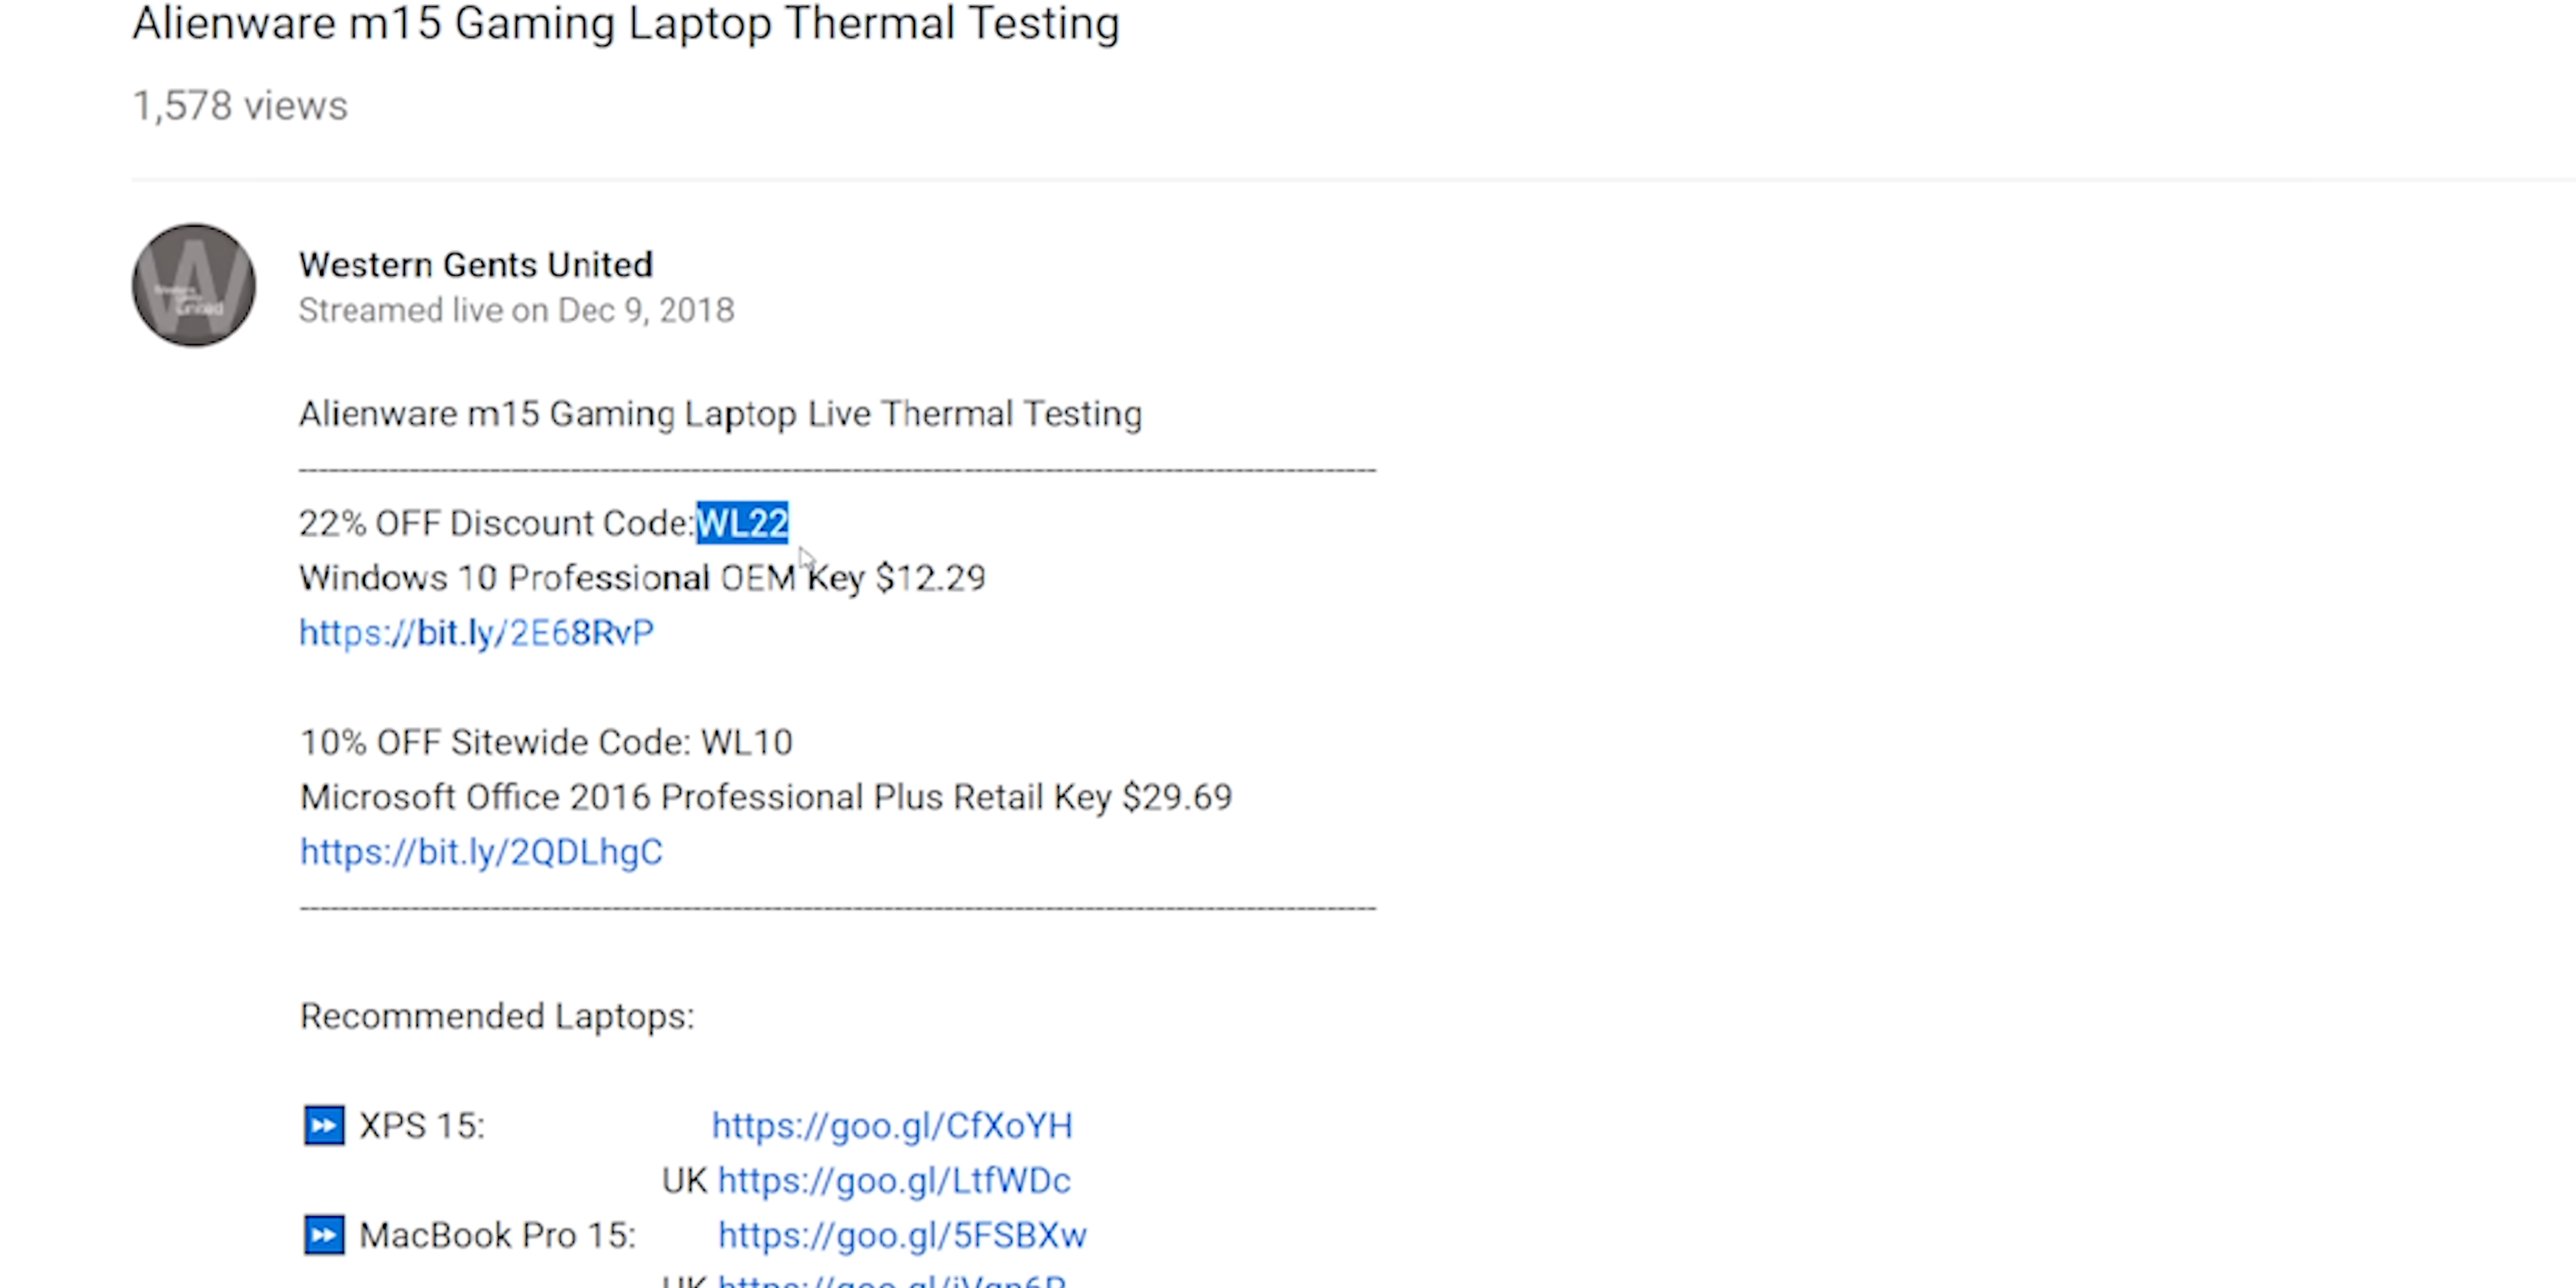 Alienware m15 Gaming Laptop Thermal Testing
1,578 views
Western Gents United
Streamed live on Dec 9, 2018
Alienware m15 Gaming Laptop Live Thermal Testing
22% OFF Discount Code:WL22
Windows 10 Professional OEM Key $12.29
https://bit.ly/2E68RvP
10% OFF Sitewide Code: WL10
Microsoft Office 2016 Professional Plus Retail Key $29.69
https://bit.ly/2QDLhgC
Recommended Laptops:
XPS 15: https://goo.gl/CfXoYH
UK https://goo.gl/LtfWDc
MacBook Pro 15: https://goo.gl/5FSBXw
UK